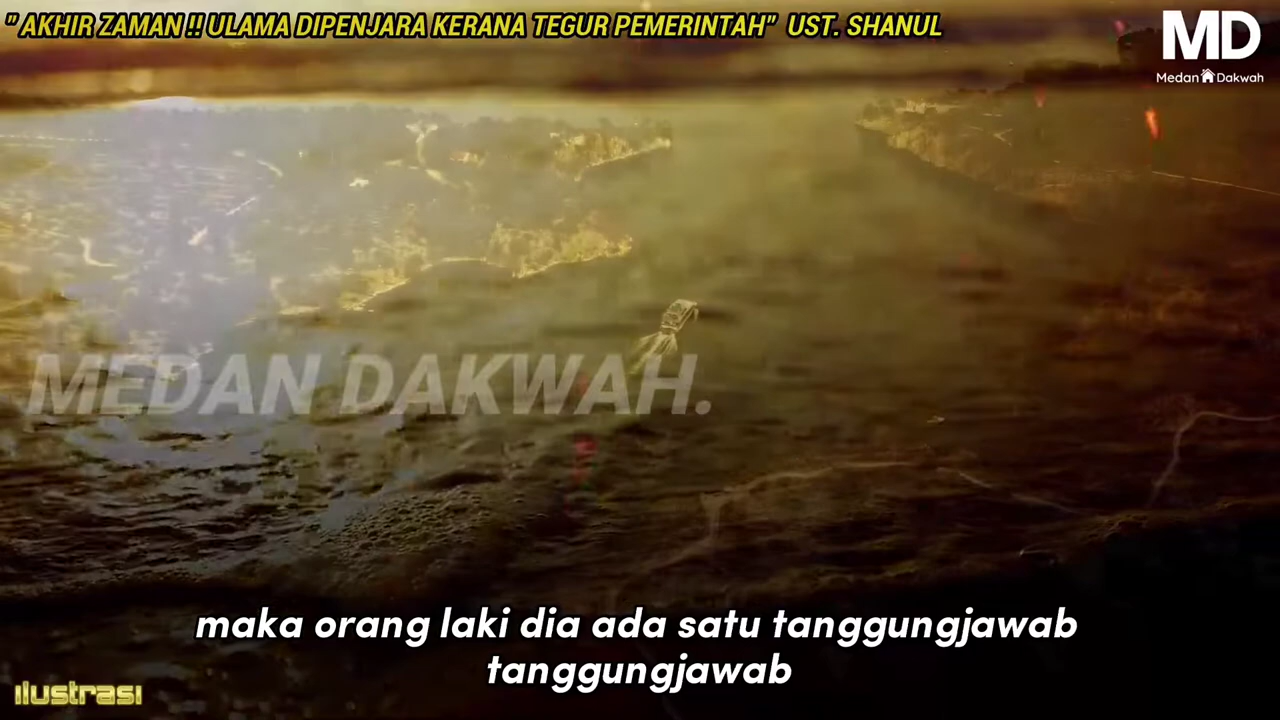 "AKHIR ZAMAN !! ULAMA DIPENJARA KERANA TEGUR PEMERINTAH" UST. SHANUL
MD
Medan Dakwah
MEDAN DAKWAH.
maka orang laki dia ada satu tanggungjawab
tanggungjawab
ilustrasi